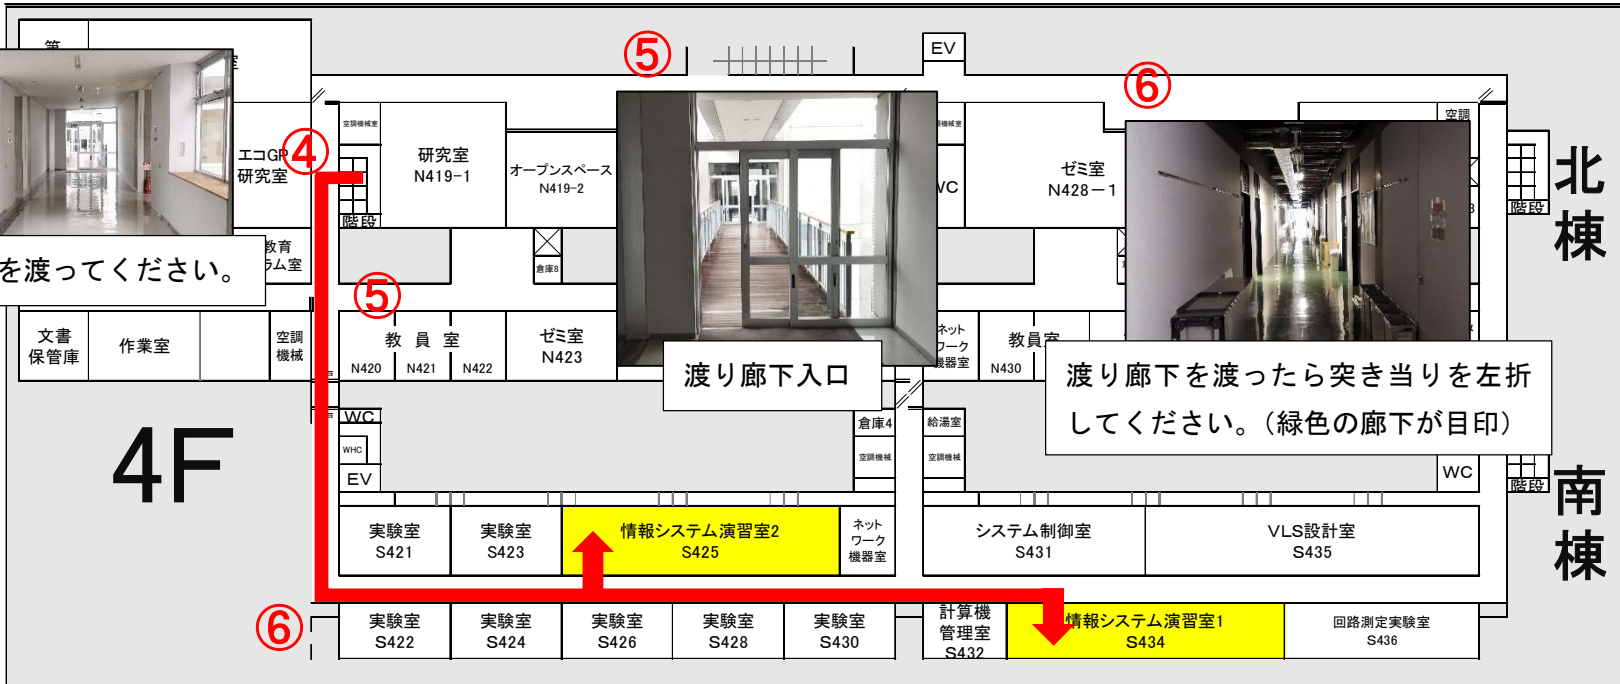 第
EV
⑤
⑥
④
空調機械室
エコGP
研究室
研究室
N419-1
オープンスペース
N419-2
階段
WC
ゼミ室
N428－1
空調
階段
北棟
教育
ラム室
を渡ってください。
倉庫8
⑤
文書
保管庫
作業室
空調
機械
教 員 室
N420
N421
N422
ゼミ室
N423
渡り廊下入口
ネット
ワーク
機器室
教員室
N430
渡り廊下を渡ったら突き当りを左折
してください。（緑色の廊下が目印）
4F
WC
WHC
EV
倉庫4
空調機械
給湯室
空調機械
WC
階段
南棟
実験室
S421
実験室
S423
情報システム演習室2
S425
ネット
ワーク
機器室
システム制御室
S431
VLS設計室
S435
⑥
実験室
S422
実験室
S424
実験室
S426
実験室
S428
実験室
S430
計算機
管理室
S432
情報システム演習室1
S434
回路測定実験室
S436